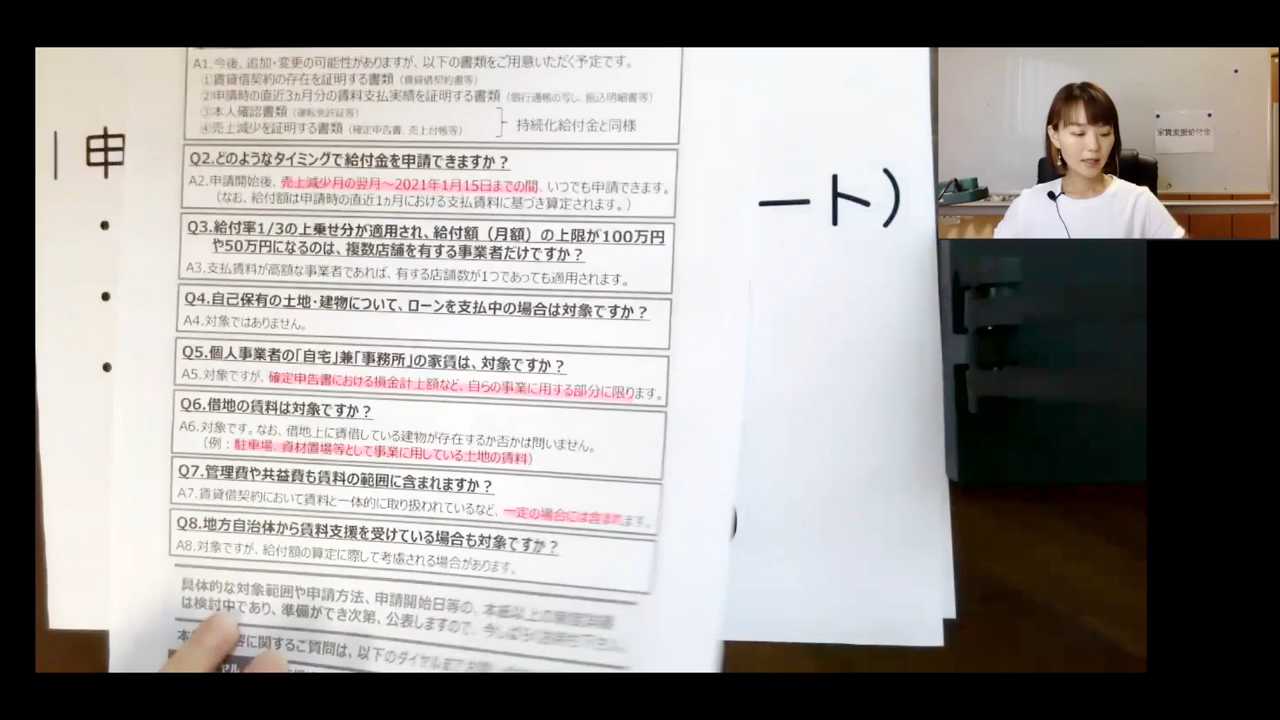 A1.今後、追加・変更の可能性がありますが、以下の書類をご用意いただく予定です。
①賃貸借契約の存在を証明する書類（賃貸借契約書等）
②申請時の直近3ヵ月分の賃料支払実績を証明する書類（銀行通帳の写し、振込明細書等）
③本人確認書類（運転免許証等）
④売上減少を証明する書類（確定申告書、売上台帳等）
持続化給付金と同様
Q2.どのようなタイミングで給付金を申請できますか？
A2.申請開始後、売上減少月の翌月～2021年1月15日までの間、いつでも申請できます。
（なお、給付額は申請時の直近1ヵ月における支払賃料に基づき算定されます。）
Q3.給付率1/3の上乗せ分が適用され、給付額（月額）の上限が100万円
や50万円になるのは、複数店舗を有する事業者だけですか？
A3.支払賃料が高額な事業者であれば、有する店舗数が1つであっても適用されます。
Q4.自己保有の土地・建物について、ローンを支払中の場合は対象ですか？
A4.対象ではありません。
Q5.個人事業者の「自宅」兼「事務所」の家賃は、対象ですか？
A5.対象ですが、確定申告書における損金計上額など、自らの事業に用する部分に限ります。
Q6.借地の賃料は対象ですか？
A6.対象です。なお、借地上に賃借している建物が存在するか否かは問いません。
（例：駐車場、資材置場等として事業に用している土地の賃料）
Q7.管理費や共益費も賃料の範囲に含まれますか？
A7.賃貸借契約において賃料と一体的に取り扱われているなど、一定の場合には含まれます。
Q8.地方自治体から賃料支援を受けている場合も対象ですか？
A8.対象ですが、給付額の算定に際して考慮される場合があります。
具体的な対象範囲や申請方法、申請開始日等の、本紙以上の
は検討中であり、準備ができ次第、公表しますので、今しばら
容に関するご質問は、以下のダイヤルまで
申
・
・
・
ート）
家賃支援給付金